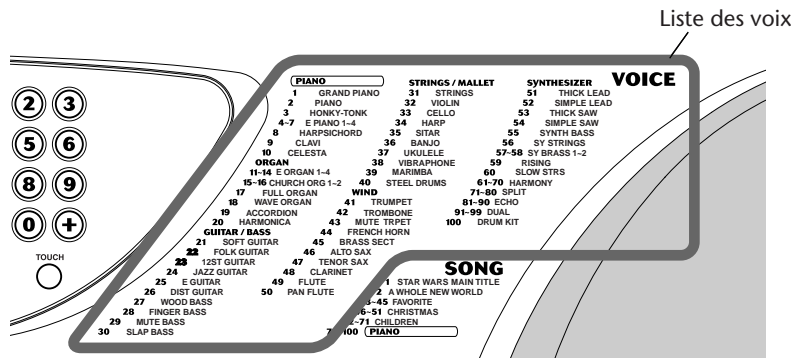 Liste des voix
VOICE
PIANO
1 GRAND PIANO
2 PIANO
3 HONKY-TONK
4~7 E PIANO 1~4
8 HARPSICHORD
9 CLAVI
10 CELESTA
ORGAN
11~14 E ORGAN 1~4
15~16 CHURCH ORG 1~2
17 FULL ORGAN
18 WAVE ORGAN
19 ACCORDION
20 HARMONICA
GUITAR / BASS
21 SOFT GUITAR
22 FOLK GUITAR
23 12ST GUITAR
24 JAZZ GUITAR
25 E GUITAR
26 DIST GUITAR
27 WOOD BASS
28 FINGER BASS
29 MUTE BASS
30 SLAP BASS
STRINGS / MALLET
31 STRINGS
32 VIOLIN
33 CELLO
34 HARP
35 SITAR
36 BANJO
37 UKULELE
38 VIBRAPHONE
39 MARIMBA
40 STEEL DRUMS
WIND
41 TRUMPET
42 TROMBONE
43 MUTE TRPET
44 FRENCH HORN
45 BRASS SECT
46 ALTO SAX
47 TENOR SAX
48 CLARINET
49 FLUTE
50 PAN FLUTE
SYNTHESIZER
51 THICK LEAD
52 SIMPLE LEAD
53 THICK SAW
54 SIMPLE SAW
55 SYNTH BASS
56 SY STRINGS
57~58 SY BRASS 1~2
59 RISING
60 SLOW STRS
61~70 HARMONY
71~80 SPLIT
81~90 ECHO
91~99 DUAL
100 DRUM KIT
2 3
5 6
8 9
0 +
TOUCH
SONG
1 STAR WARS MAIN TITLE
2 A WHOLE NEW WORLD
~45 FAVORITE
~51 CHRISTMAS
~71 CHILDREN
100 PIANO